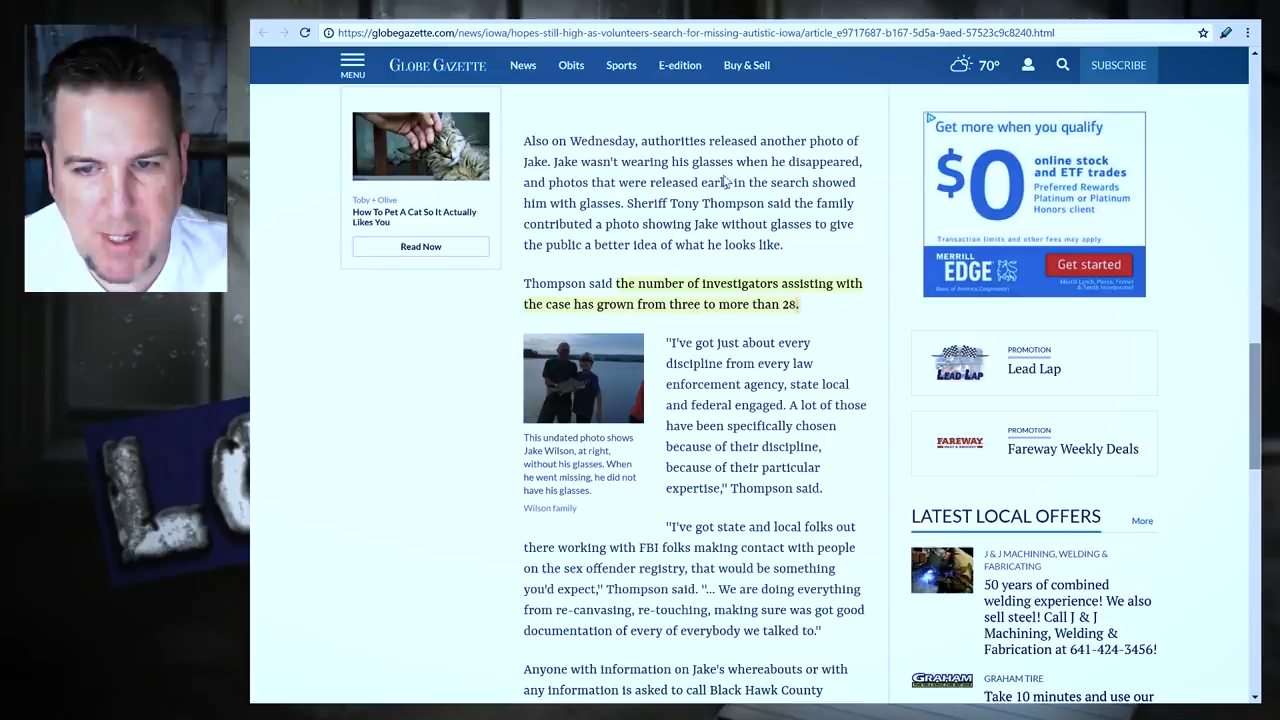 https://globegazette.com/news/iowa/hopes-still-high-as-volunteers-search-for-missing-autistic-iowa/article_e9717687-b167-5d5a-9aed-57523c9c8240.html
MENU
GLOBE GAZETTE
News
Obits
Sports
E-edition
Buy & Sell
70°
SUBSCRIBE
Toby + Olive
How To Pet A Cat So It Actually
Likes You
Read Now
Also on Wednesday, authorities released another photo of
Jake. Jake wasn't wearing his glasses when he disappeared,
and photos that were released early in the search showed
him with glasses. Sheriff Tony Thompson said the family
contributed a photo showing Jake without glasses to give
the public a better idea of what he looks like.
Thompson said the number of investigators assisting with
the case has grown from three to more than 28.
This undated photo shows
Jake Wilson, at right,
without his glasses. When
he went missing, he did not
have his glasses.
Wilson family
"I've got just about every
discipline from every law
enforcement agency, state local
and federal engaged. A lot of those
have been specifically chosen
because of their discipline,
because of their particular
expertise," Thompson said.
"I've got state and local folks out
there working with FBI folks making contact with people
on the sex offender registry, that would be something
you'd expect," Thompson said. "... We are doing everything
from re-canvasing, re-touching, making sure was got good
documentation of every of everybody we talked to."
Anyone with information on Jake's whereabouts or with
any information is asked to call Black Hawk County
Get more when you qualify
$0
online stock
and ETF trades
Preferred Rewards
Platinum or Platinum
Honors client
Transaction limits and other fees may apply
MERRILL
EDGE
Get started
Bank of America Corporation
Merrill Lynch, Pierce, Fenner
& Smith Incorporated
PROMOTION
LEAD LAP
Lead Lap
PROMOTION
FAREWAY
Fareway Weekly Deals
LATEST LOCAL OFFERS
More
J & J MACHINING, WELDING &
FABRICATING
50 years of combined
welding experience! We also
sell steel! Call J & J
Machining, Welding &
Fabrication at 641-424-3456!
GRAHAM
GRAHAM TIRE
Take 10 minutes and use our